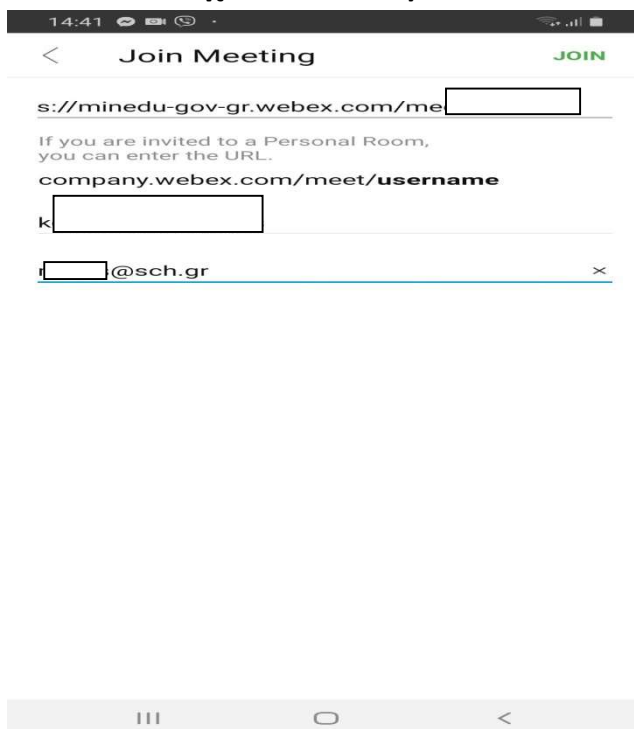 14:41
Join Meeting JOIN
s://minedu-gov-gr.webex.com/me
If you are invited to a Personal Room,
you can enter the URL.
company.webex.com/meet/username
k
r @sch.gr ×